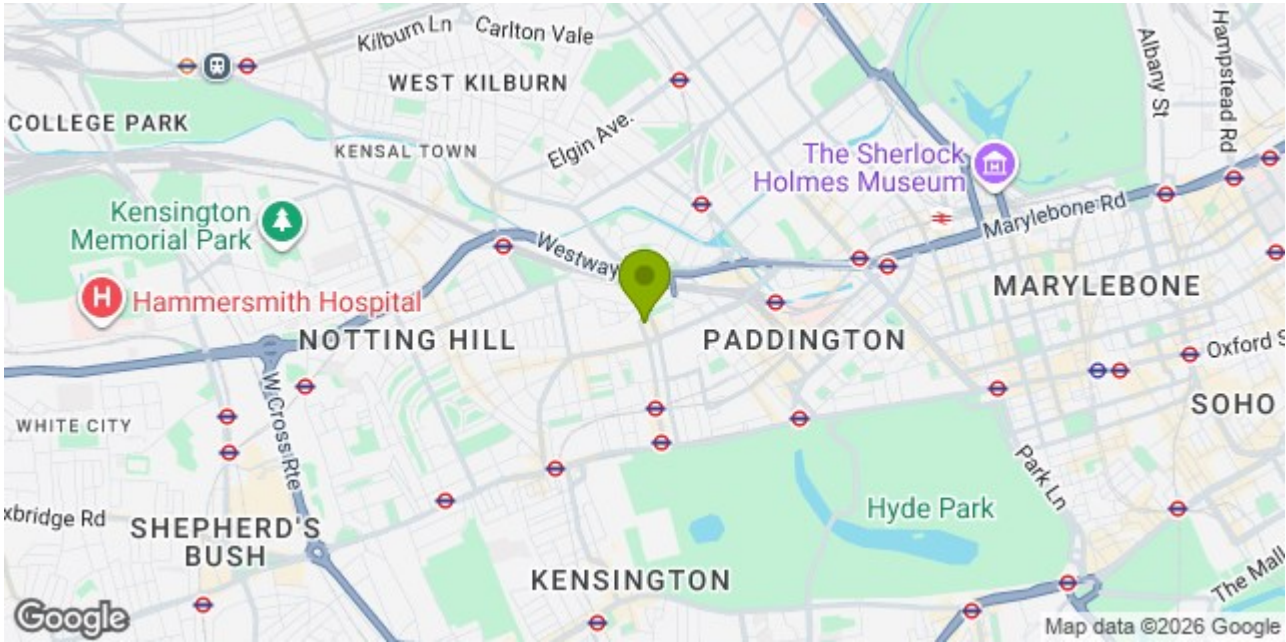 Kilburn Ln
Carlton Vale
Albany St
Hampstead Rd
WEST KILBURN
COLLEGE PARK
Elgin Ave.
KENSAL TOWN
The Sherlock
Holmes Museum
Kensington
Memorial Park
Marylebone Rd
Westway
H
Hammersmith Hospital
MARYLEBONE
NOTTING HILL
PADDINGTON
Oxford S
W Cross Rte
SOHO
WHITE CITY
Park Ln
xbridge Rd
Hyde Park
SHEPHERD'S
BUSH
KENSINGTON
The Mall
Google
Map data ©2026 Google